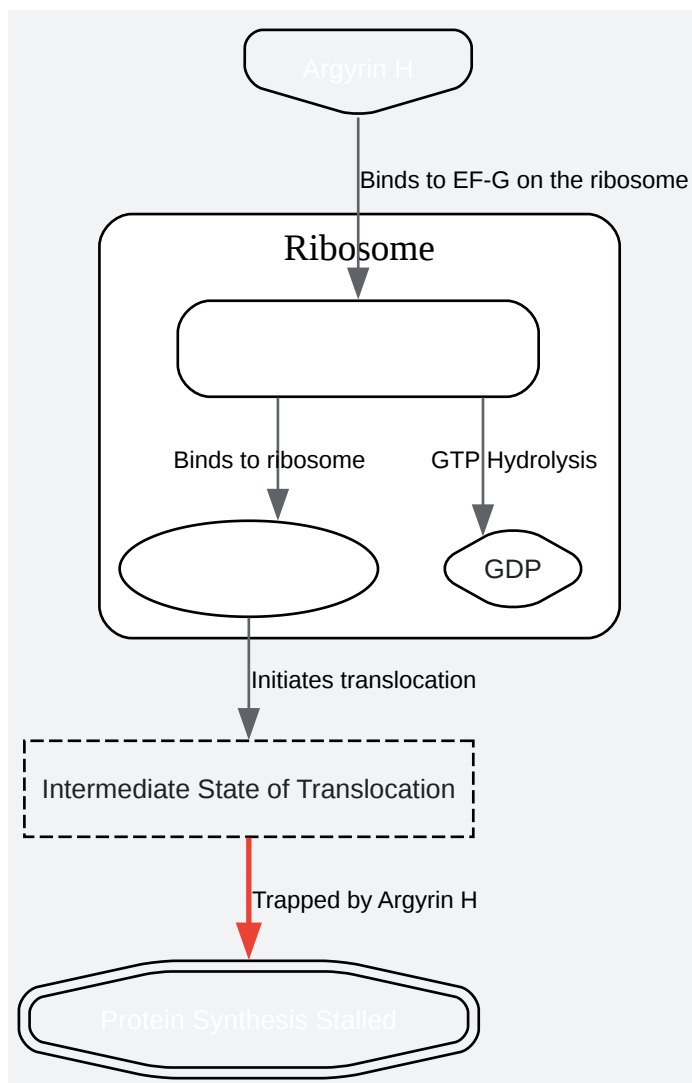 Argyrin H
Binds to EF-G on the ribosome
Ribosome
Binds to ribosome
GTP Hydrolysis
GDP
Initiates translocation
Intermediate State of Translocation
Trapped by Argyrin H
Protein Synthesis Stalled